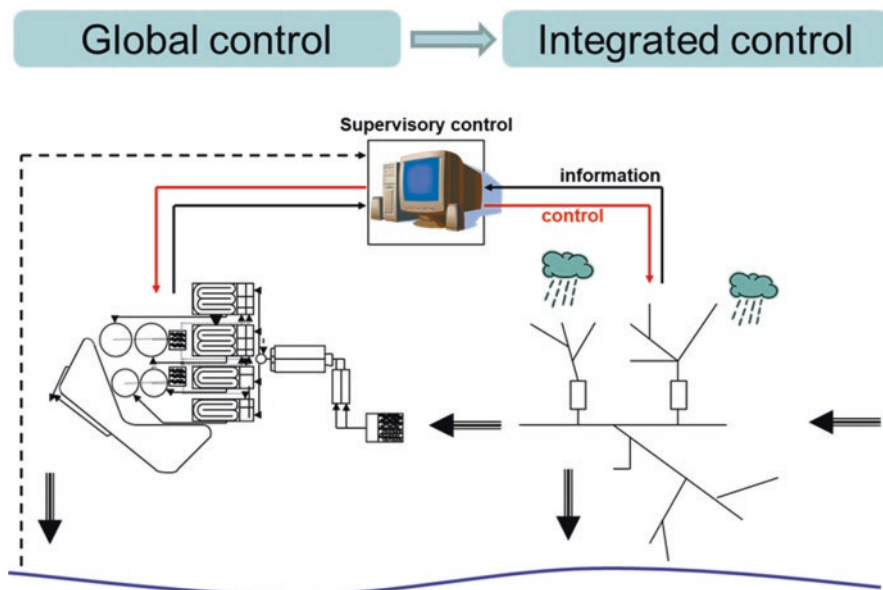 Global control
Integrated control
Supervisory control
information
control